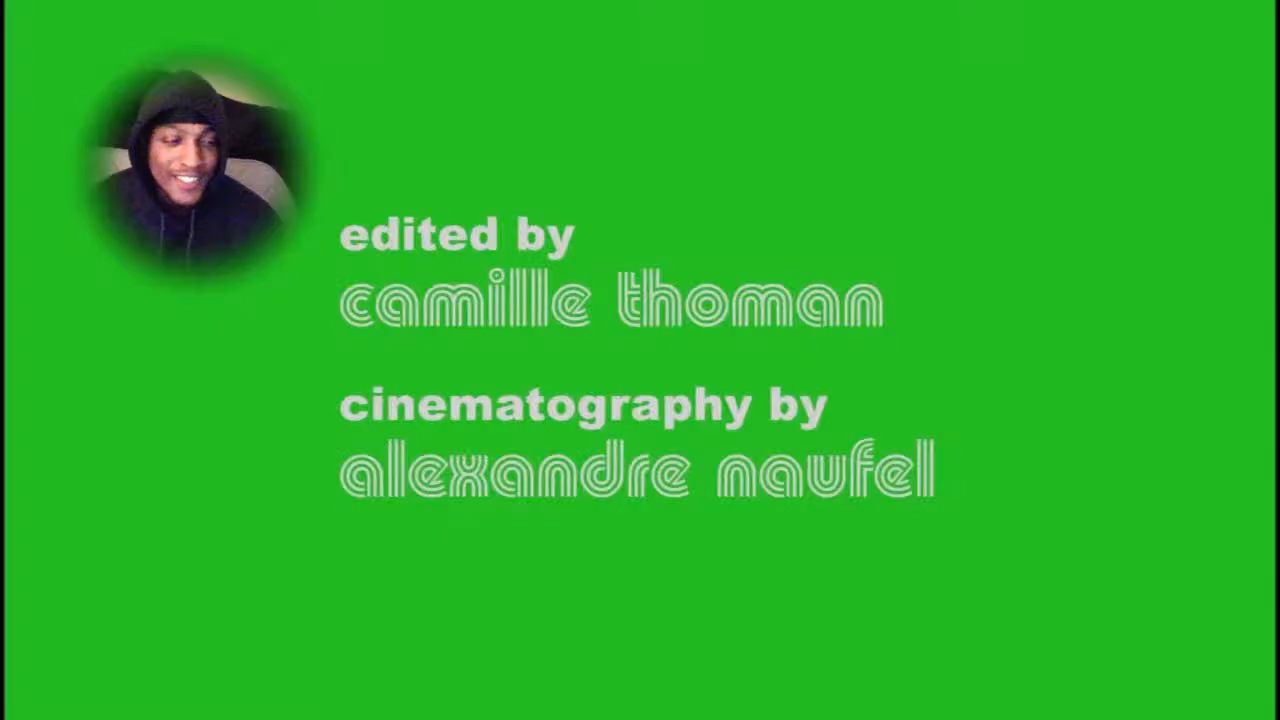 edited by
camille thoman
cinematography by
alexandre naufel